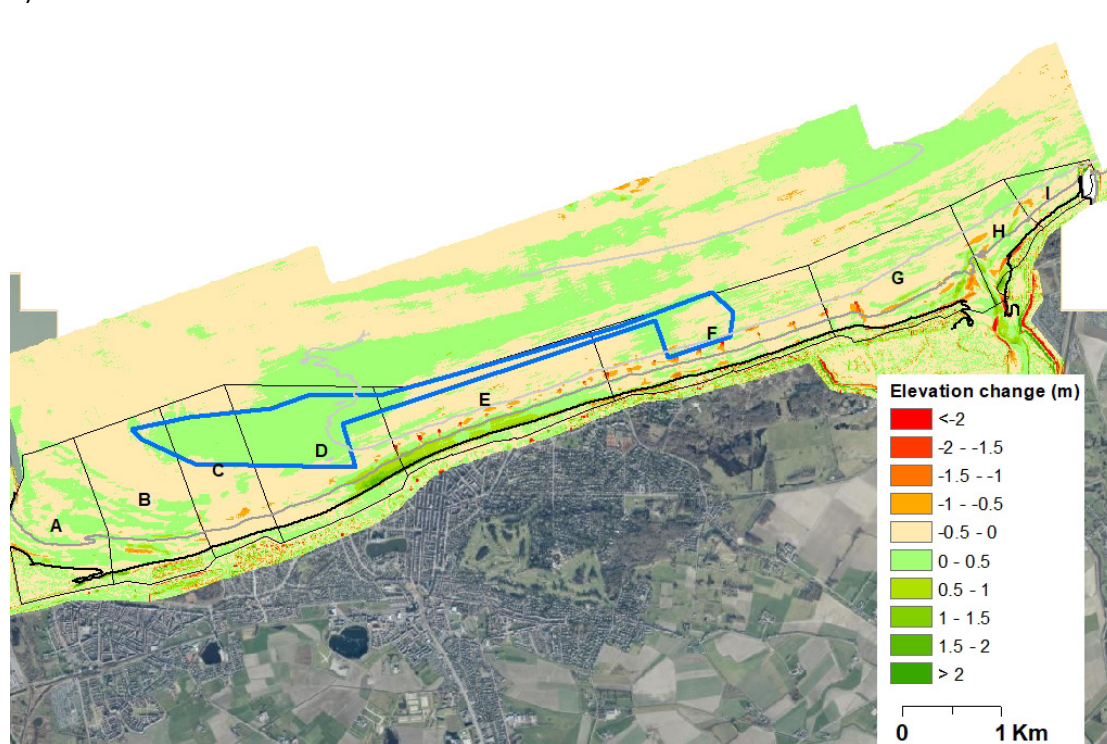 I
H
G
F
E
D
C
B
A
Elevation change (m)
<-2
-2 - -1.5
-1.5 - -1
-1 - -0.5
-0.5 - 0
0 - 0.5
0.5 - 1
1 - 1.5
1.5 - 2
> 2
0 1 Km